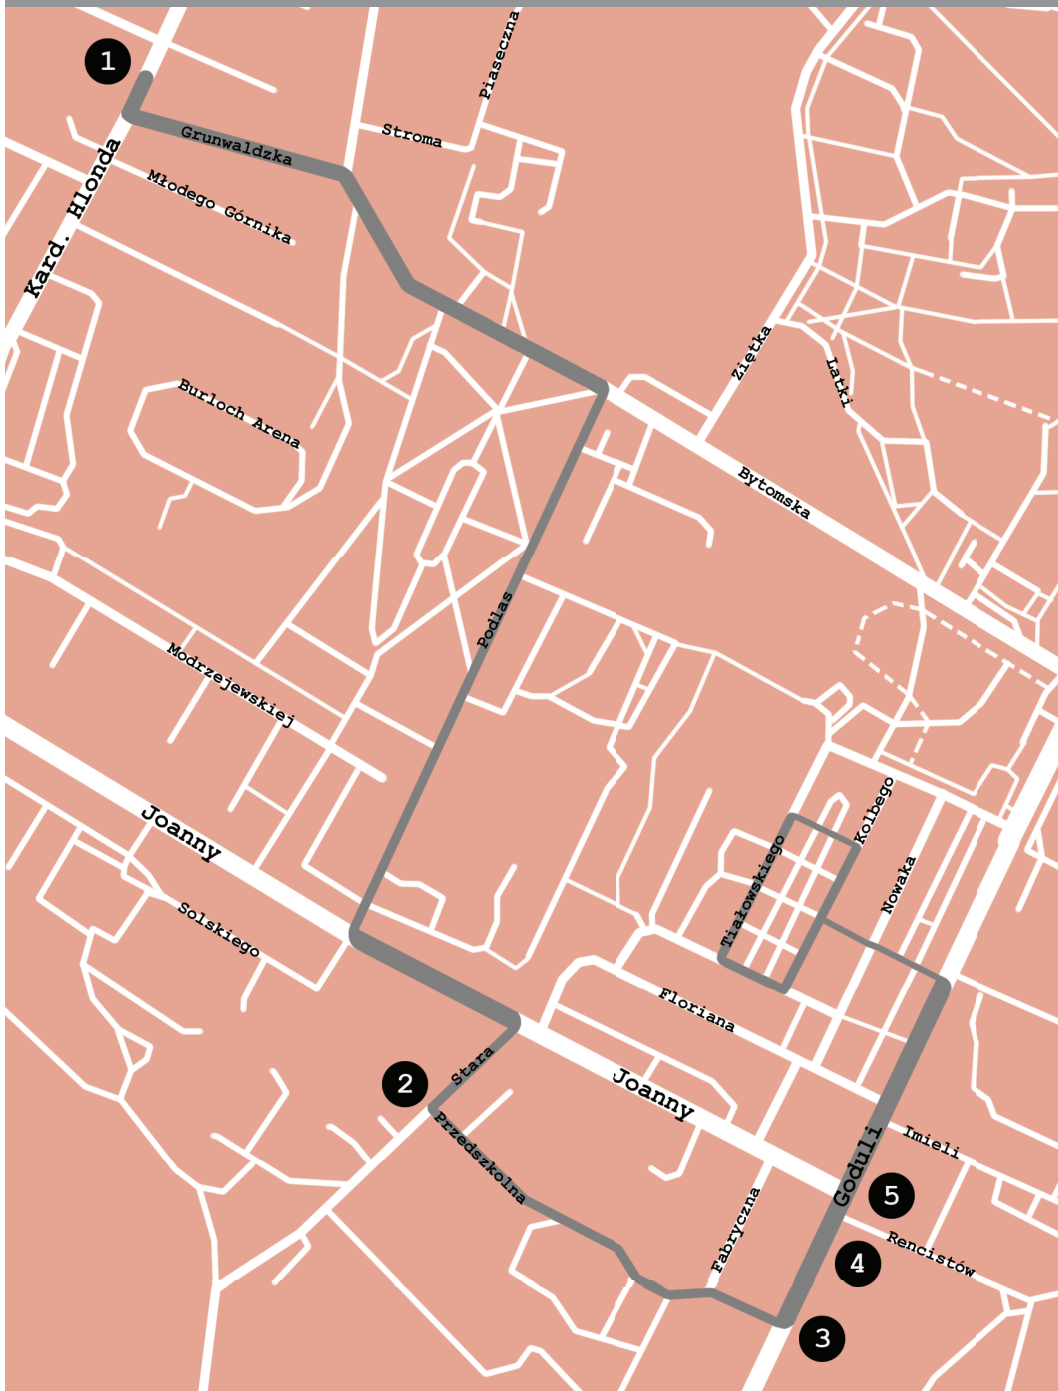 1
Piaseczna
Grunwaldzka
Stroma
Kard. Hlonda
Młodego Górnika
Burloch Arena
Ziętka
Latki
Bytomska
Podlas
Modrzejewskiej
Joanny
Solskiego
Kolbego
Nowaka
Tiałowskiego
Floriana
2
Stara
Joanny
Przedszkolna
Goduli
Imieli
5
Fabryczna
Rencistów
4
3